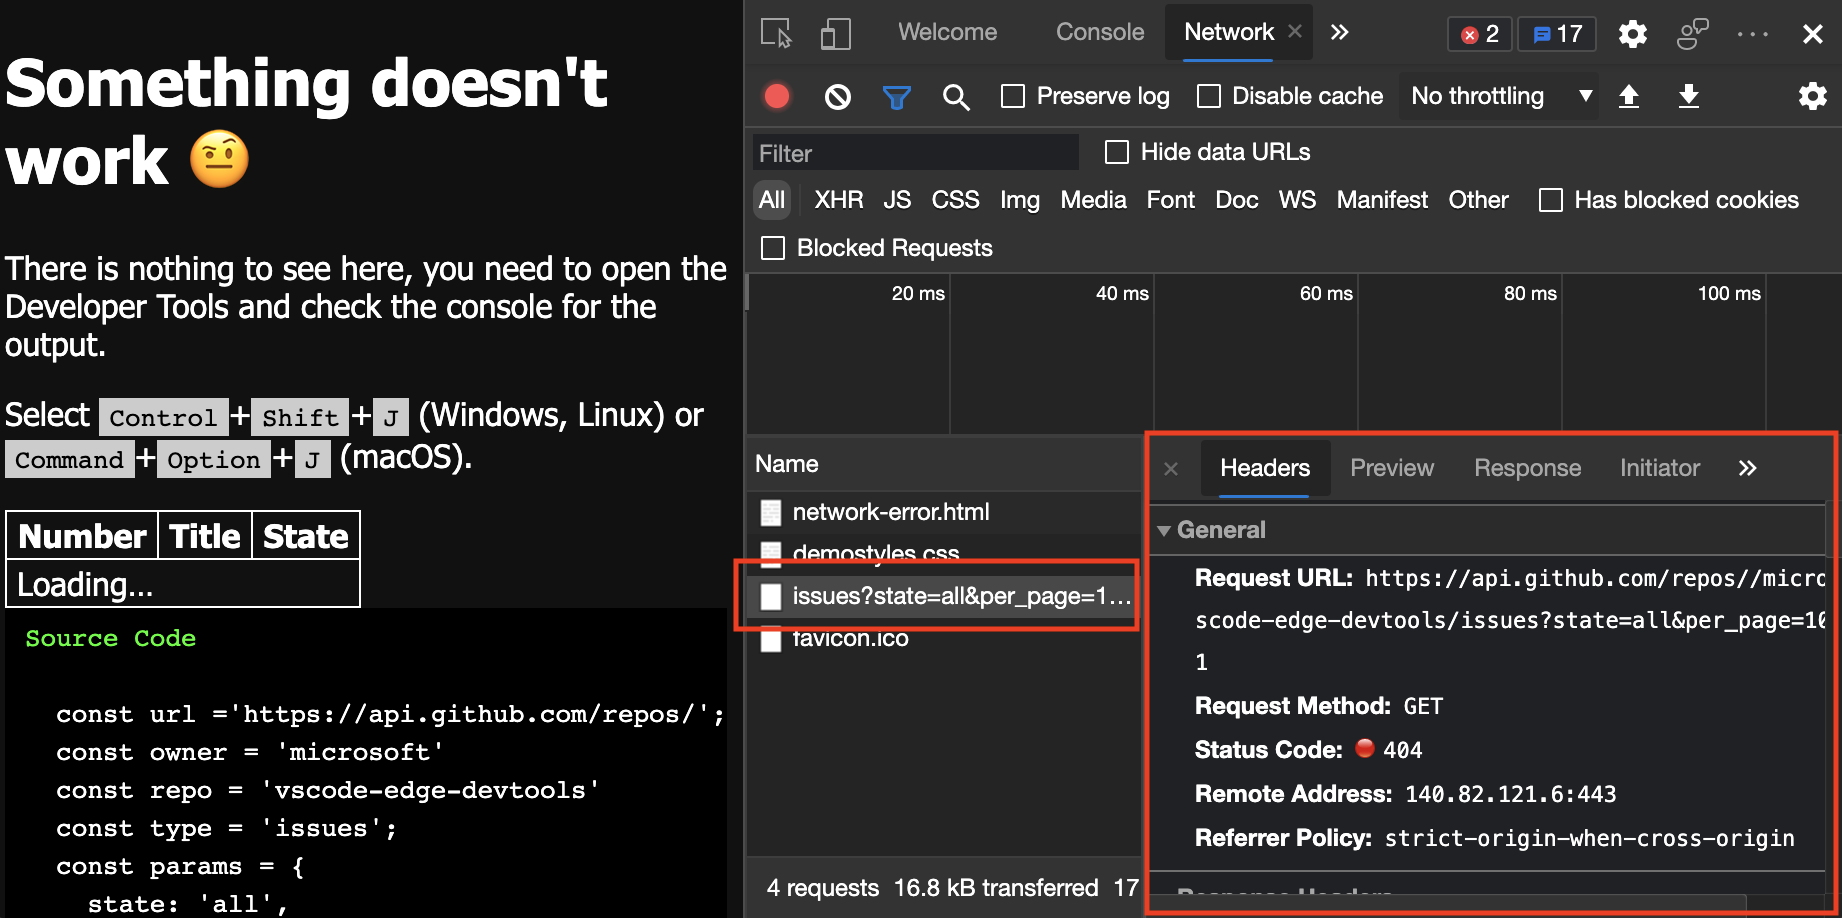 Something doesn't
work
There is nothing to see here, you need to open the
Developer Tools and check the console for the
output.
Select Control+Shift+J (Windows, Linux) or
Command+Option+J (macOS).
Number Title State
Loading...
Source Code
const url ='https://api.github.com/repos/';
const owner = 'microsoft'
const repo = 'vscode-edge-devtools'
const type = 'issues';
const params = {
state: 'all',
Welcome Console Network 2 17
Preserve log Disable cache No throttling
Filter Hide data URLs
All XHR JS CSS Img Media Font Doc WS Manifest Other Has blocked cookies
Blocked Requests
20 ms 40 ms 60 ms 80 ms 100 ms
Name
network-error.html
demostyles.css
issues?state=all&per_page=1...
favicon.ico
4 requests 16.8 kB transferred 17
Headers Preview Response Initiator
General
Request URL: https://api.github.com/repos//micro
scode-edge-devtools/issues?state=all&per_page=10
1
Request Method: GET
Status Code: 404
Remote Address: 140.82.121.6:443
Referrer Policy: strict-origin-when-cross-origin
Response Headers